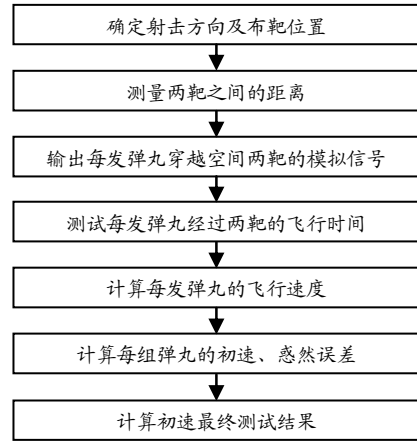 确定射击方向及布靶位置
测量两靶之间的距离
输出每发弹丸穿越空间两靶的模拟信号
测试每发弹丸经过两靶的飞行时间
计算每发弹丸的飞行速度
计算每组弹丸的初速、惑然误差
计算初速最终测试结果